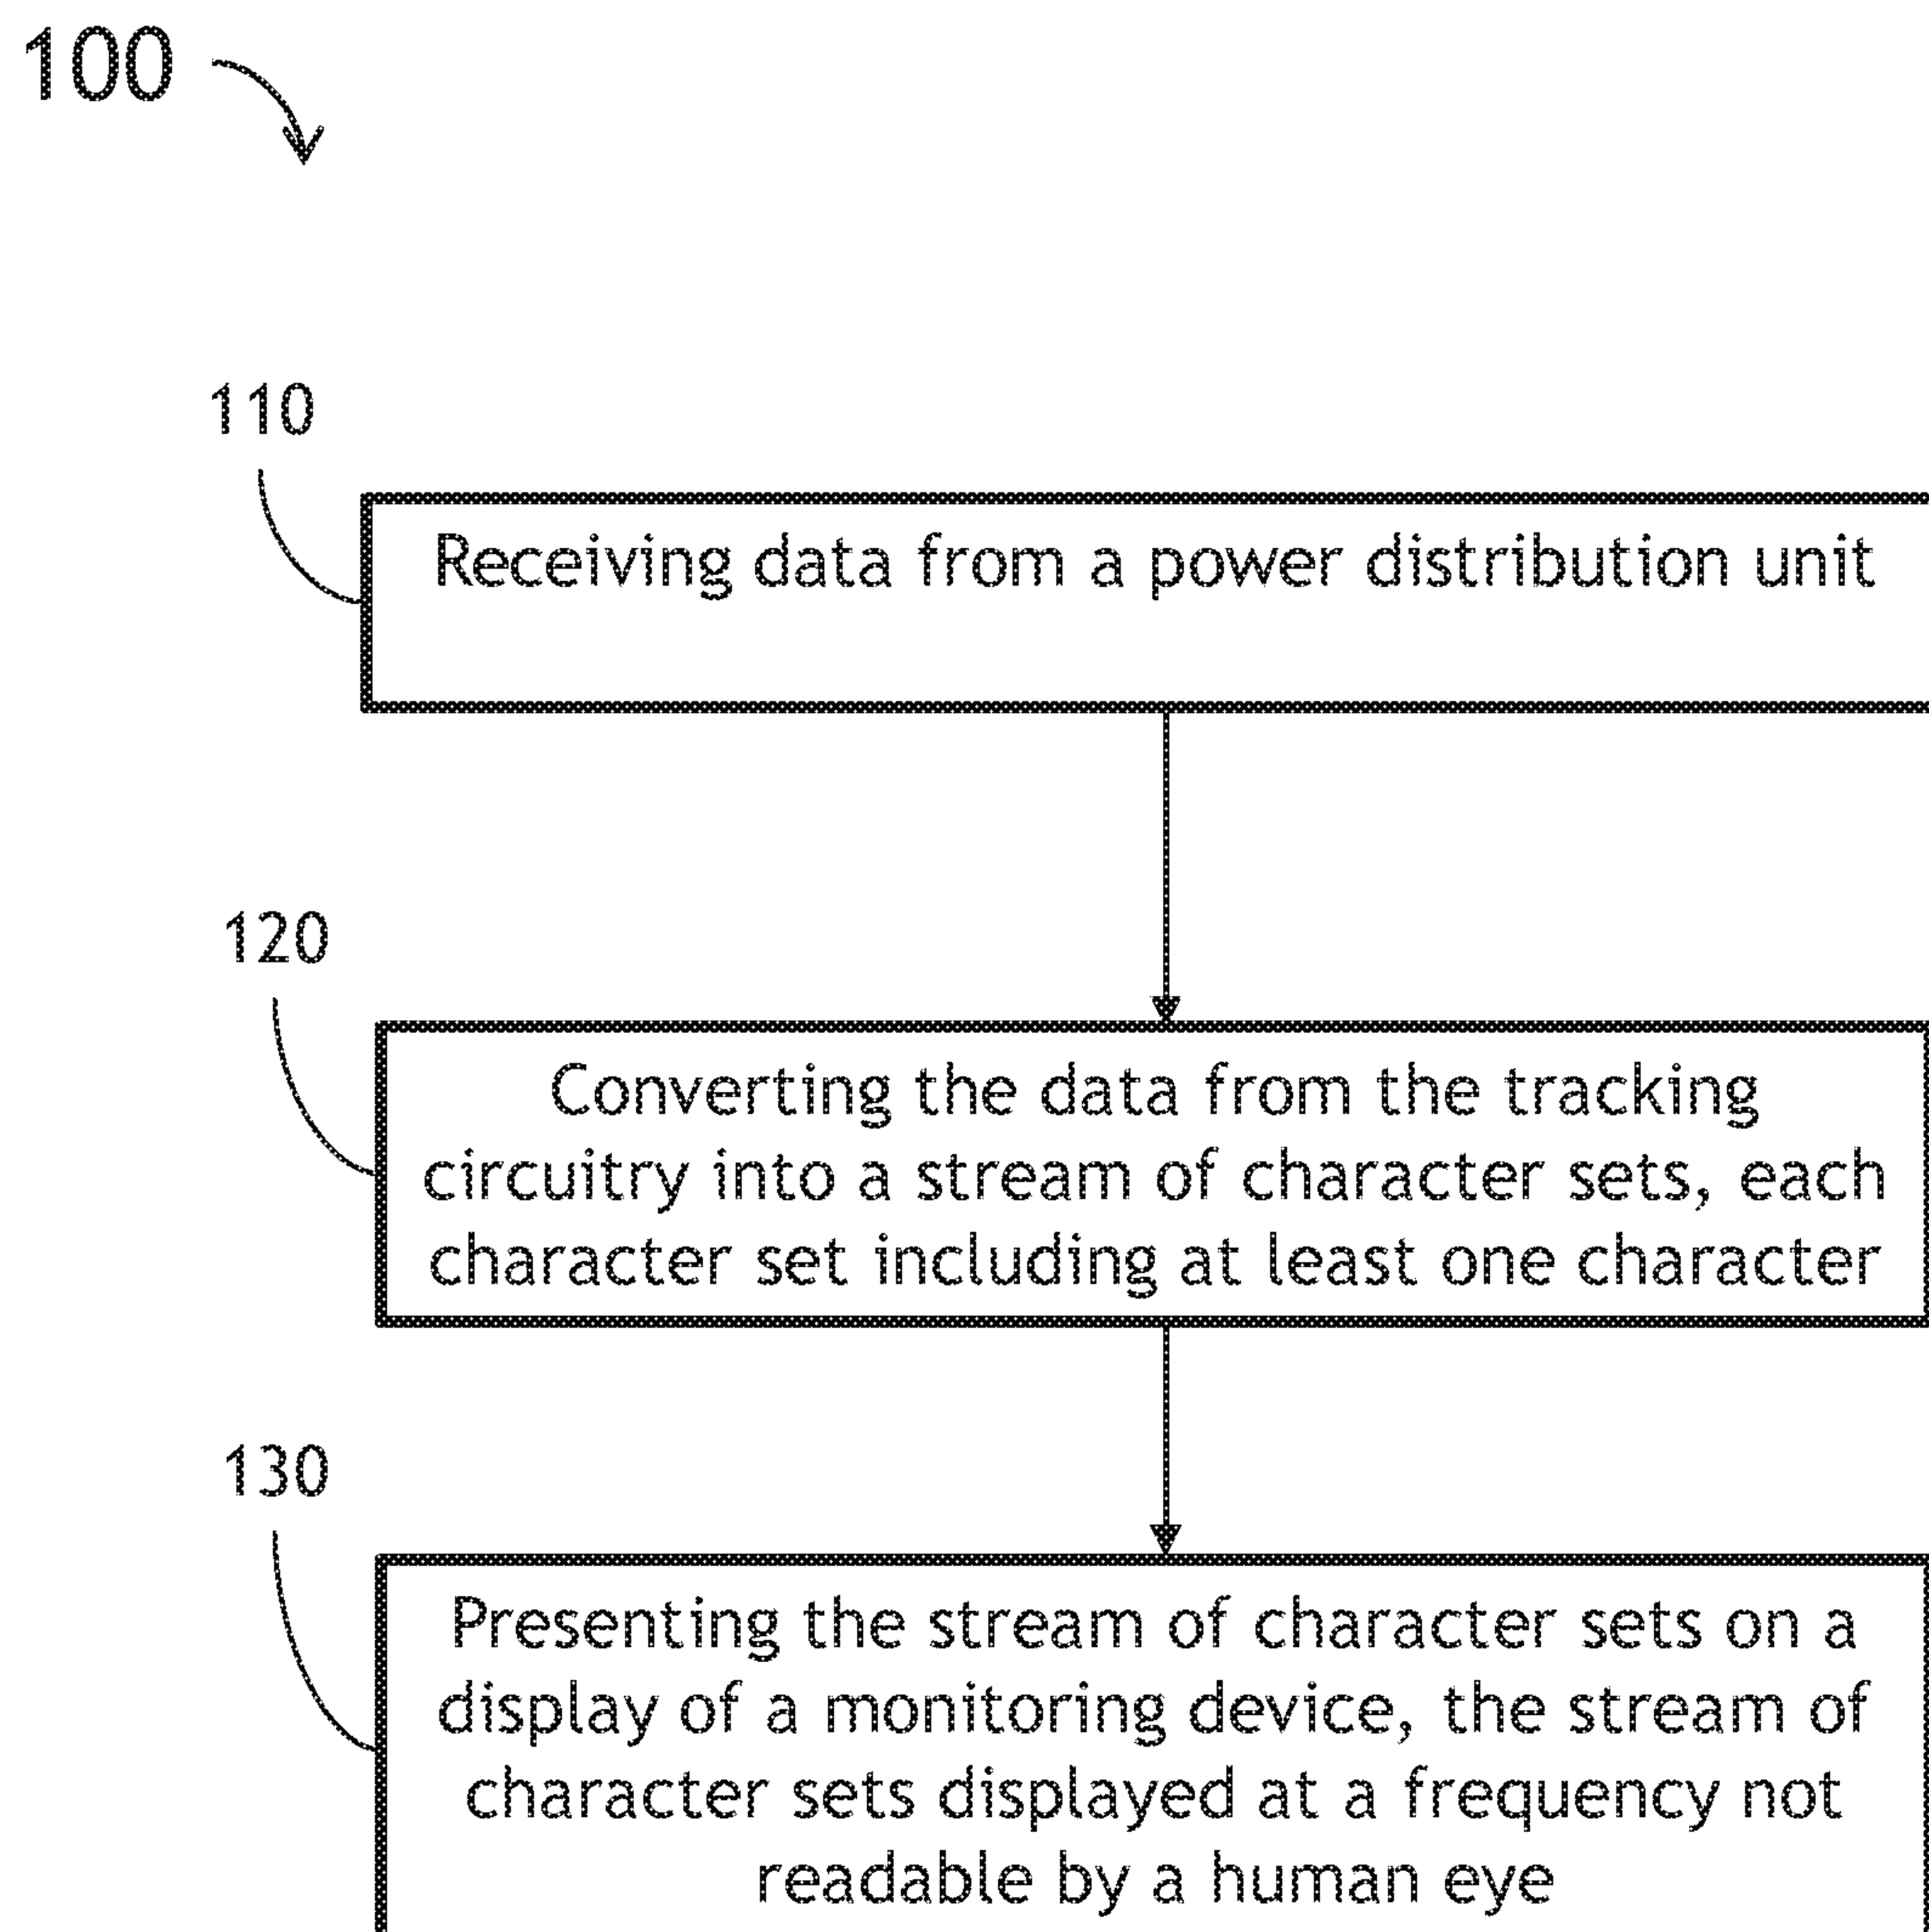 100
110
Receiving data from a power distribution unit
120
Converting the data from the tracking
circuitry into a stream of character sets, each
character set including at least one character
130
Presenting the stream of character sets on a
display of a monitoring device, the stream of
character sets displayed at a frequency not
readable by a human eye